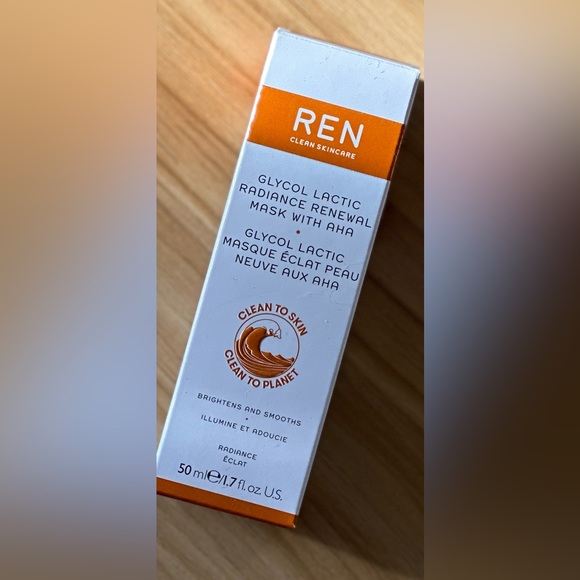 REN
CLEAN SKINCARE
GLYCOL LACTIC
RADIANCE RENEWAL
MASK WITH AHA
•
GLYCOL LACTIC
MASQUE ÉCLAT PEAU
NEUVE AUX AHA
CLEAN TO SKIN
CLEAN TO PLANET
BRIGHTENS AND SMOOTHS
•
ILLUMINE ET ADOUCIE
RADIANCE
ÉCLAT
50 ml℮/1.7 fl. oz. U.S.